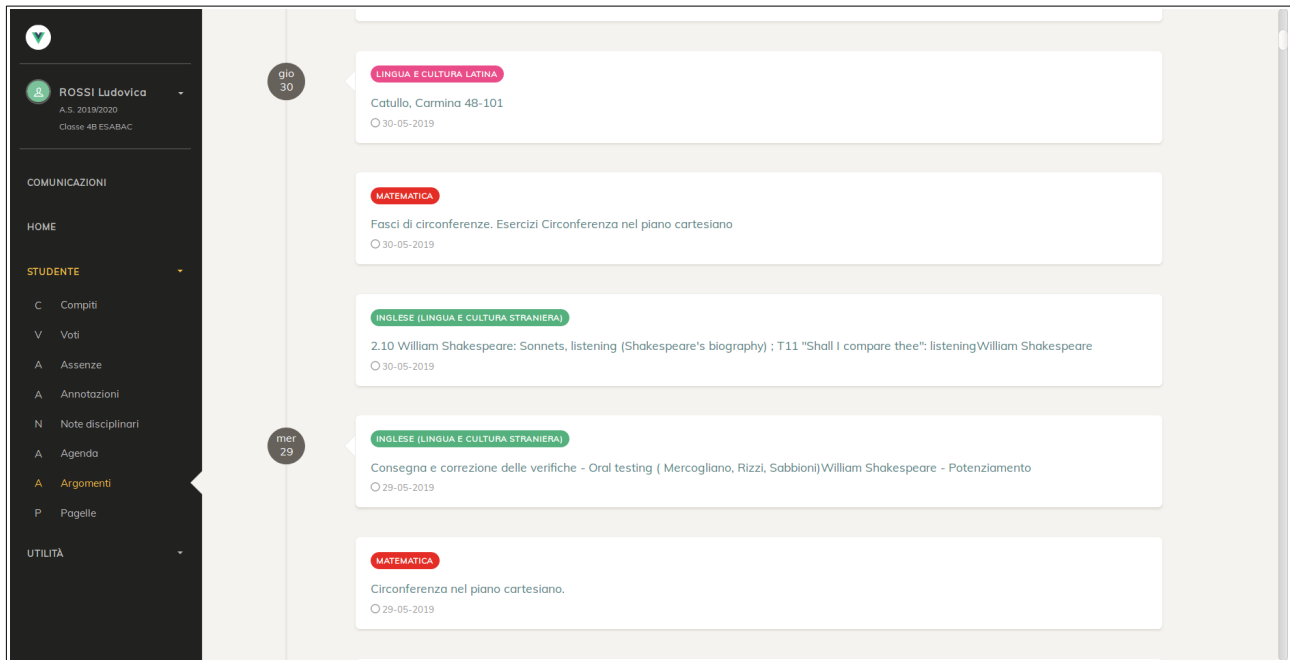 ROSSI Ludovica
A.S. 2019/2020
Classe 4B ESABAC
COMUNICAZIONI
HOME
STUDENTE
C Compiti
V Voti
A Assenze
A Annotazioni
N Note disciplinari
A Agenda
A Argomenti
P Pagelle
UTILITÀ
gio
30
LINGUA E CULTURA LATINA
Catullo, Carmina 48-101
30-05-2019
MATEMATICA
Fasci di circonferenze. Esercizi Circonferenza nel piano cartesiano
30-05-2019
INGLESE (LINGUA E CULTURA STRANIERA)
2.10 William Shakespeare: Sonnets, listening (Shakespeare's biography) ; T11 "Shall I compare thee": listeningWilliam Shakespeare
30-05-2019
mer
29
INGLESE (LINGUA E CULTURA STRANIERA)
Consegna e correzione delle verifiche - Oral testing ( Mercogliano, Rizzi, Sabbioni)William Shakespeare - Potenziamento
29-05-2019
MATEMATICA
Circonferenza nel piano cartesiano.
29-05-2019